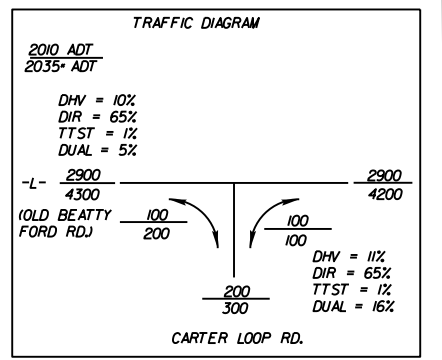 TRAFFIC DIAGRAM
2010 ADT
2035" ADT
DHV = 10%
DIR = 65%
TTST = 1%
DUAL = 5%
-L- 2900 2900
4300 4200
(OLD BEATTY 100 100
FORD RD.) 200 100
DHV = 11%
DIR = 65%
TTST = 1%
DUAL = 16%
200
300
CARTER LOOP RD.